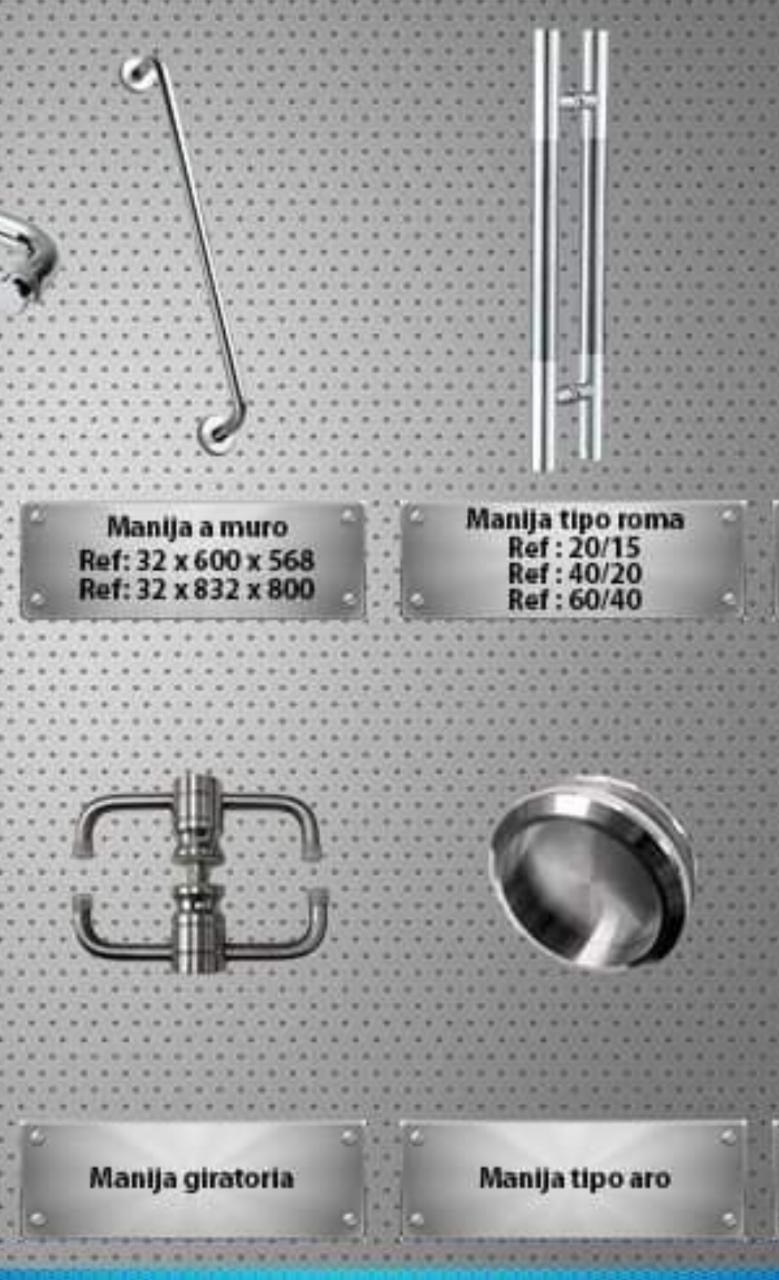 Manija a muro
Ref: 32 x 600 x 568
Ref: 32 x 832 x 800
Manija tipo roma
Ref : 20/15
Ref : 40/20
Ref : 60/40
Manija giratoria
Manija tipo aro